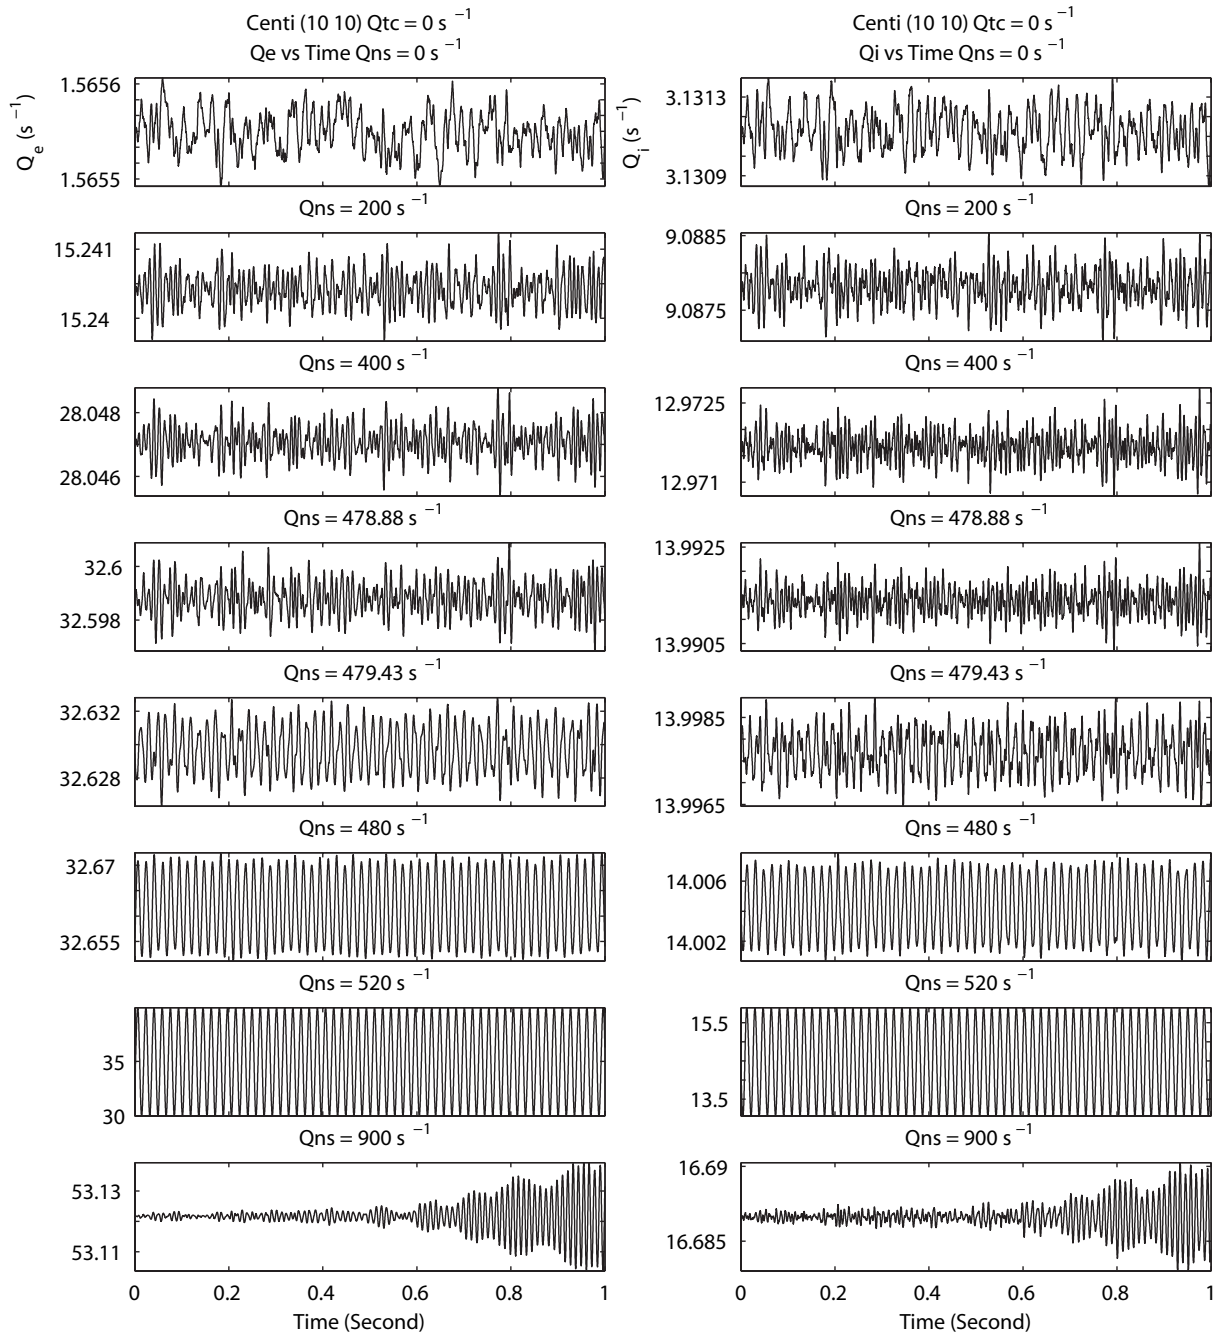 Centi (10 10) Qtc = 0 s⁻¹
Qe vs Time Qns = 0 s⁻¹
Q_e (s⁻¹)
1.5656
1.5655
Qns = 200 s⁻¹
15.241
15.24
Qns = 400 s⁻¹
28.048
28.046
Qns = 478.88 s⁻¹
32.6
32.598
Qns = 479.43 s⁻¹
32.632
32.628
Qns = 480 s⁻¹
32.67
32.655
Qns = 520 s⁻¹
35
30
Qns = 900 s⁻¹
53.13
53.11
0 0.2 0.4 0.6 0.8 1
Time (Second)
Centi (10 10) Qtc = 0 s⁻¹
Qi vs Time Qns = 0 s⁻¹
Q_i (s⁻¹)
3.1313
3.1309
Qns = 200 s⁻¹
9.0885
9.0875
Qns = 400 s⁻¹
12.9725
12.971
Qns = 478.88 s⁻¹
13.9925
13.9905
Qns = 479.43 s⁻¹
13.9985
13.9965
Qns = 480 s⁻¹
14.006
14.002
Qns = 520 s⁻¹
15.5
13.5
Qns = 900 s⁻¹
16.69
16.685
0 0.2 0.4 0.6 0.8 1
Time (Second)